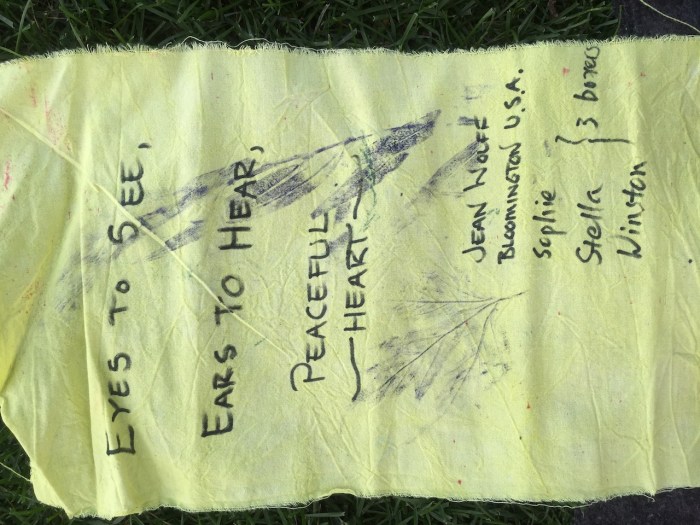 EYES TO SEE,
EARS TO HEAR,
PEACEFUL
HEART
JEAN WOLFF
BLOOMINGTON U.S.A.
Sophie
Stella } 3 boxers
Winston